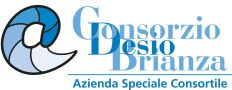 Consorzio
Desio
Brianza
Azienda Speciale Consortile